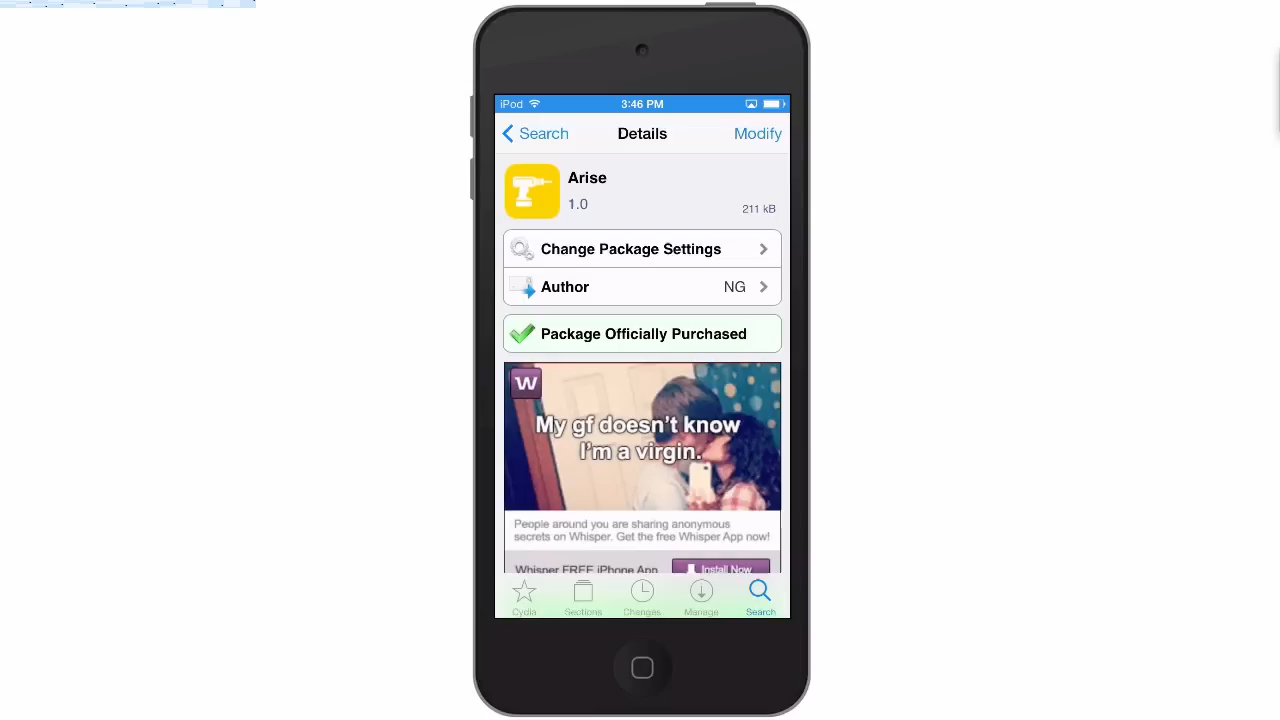 iPod 3:46 PM
Search Details Modify
Arise
1.0 211 kB
Change Package Settings
Author NG
Package Officially Purchased
W
My gf doesn't know
I'm a virgin.
People around you are sharing anonymous
secrets on Whisper. Get the free Whisper App now!
Whisper FREE iPhone App Install Now
Cydia Sections Changes Manage Search